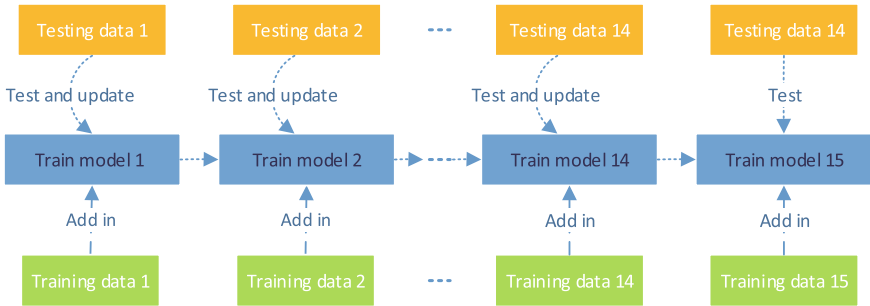 Testing data 1
Testing data 2
Testing data 14
Testing data 14
Test and update
Test and update
Test and update
Test
Train model 1
Train model 2
Train model 14
Train model 15
Add in
Add in
Add in
Add in
Training data 1
Training data 2
Training data 14
Training data 15